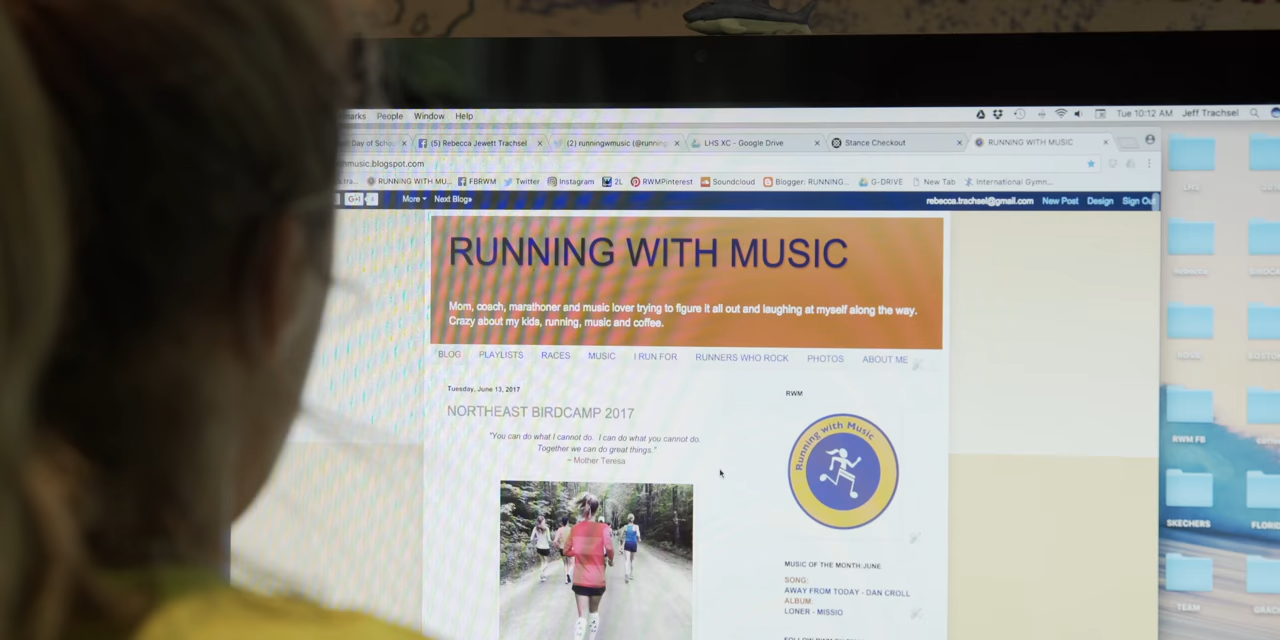 People Window Help
Tue 10:12 AM Jeff Trachsel
(5) Rebecca Jewett Trachsel
(2) runningwmusic (@running
LHS XC - Google Drive
Stance Checkout
RUNNING WITH MUSIC
music.blogspot.com
RUNNING WITH MU... FBRWM Twitter Instagram 2L RWMPinterest Soundcloud Blogger: RUNNING... G-DRIVE New Tab International Gymn...
G+1 More Next Blog» rebecca.trachsel@gmail.com New Post Design Sign Out
RUNNING WITH MUSIC
Mom, coach, marathoner and music lover trying to figure it all out and laughing at myself along the way.
Crazy about my kids, running, music and coffee.
BLOG PLAYLISTS RACES MUSIC I RUN FOR RUNNERS WHO ROCK PHOTOS ABOUT ME
Tuesday, June 13, 2017
NORTHEAST BIRDCAMP 2017
"You can do what I cannot do. I can do what you cannot do.
Together we can do great things."
~ Mother Teresa
RWM
Running with Music
MUSIC OF THE MONTH:JUNE
SONG:
AWAY FROM TODAY - DAN CROLL
ALBUM:
LONER - MISSIO
LHS
Rebecca
RWM FB
SKECHERS
TEAM